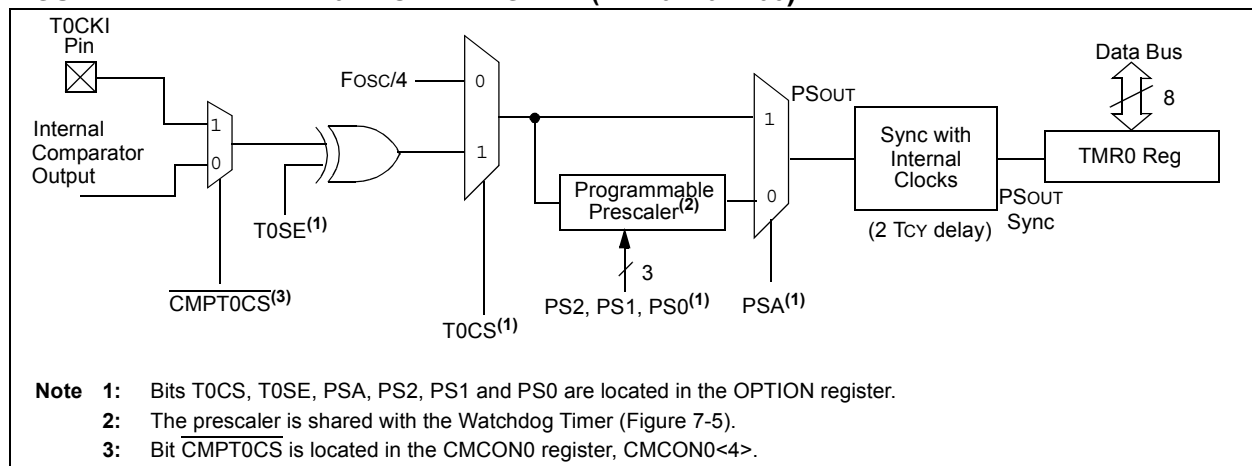 T0CKI
Pin
Internal
Comparator
Output
1
0
CMPT0CS(3)
T0SE(1)
FOSC/4
0
1
T0CS(1)
Programmable
Prescaler(2)
3
PS2, PS1, PS0(1)
1
0
PSA(1)
PSOUT
Sync with
Internal
Clocks
(2 TCY delay)
PSOUT
Sync
Data Bus
8
TMR0 Reg
Note 1: Bits T0CS, T0SE, PSA, PS2, PS1 and PS0 are located in the OPTION register.
2: The prescaler is shared with the Watchdog Timer (Figure 7-5).
3: Bit CMPT0CS is located in the CMCON0 register, CMCON0<4>.